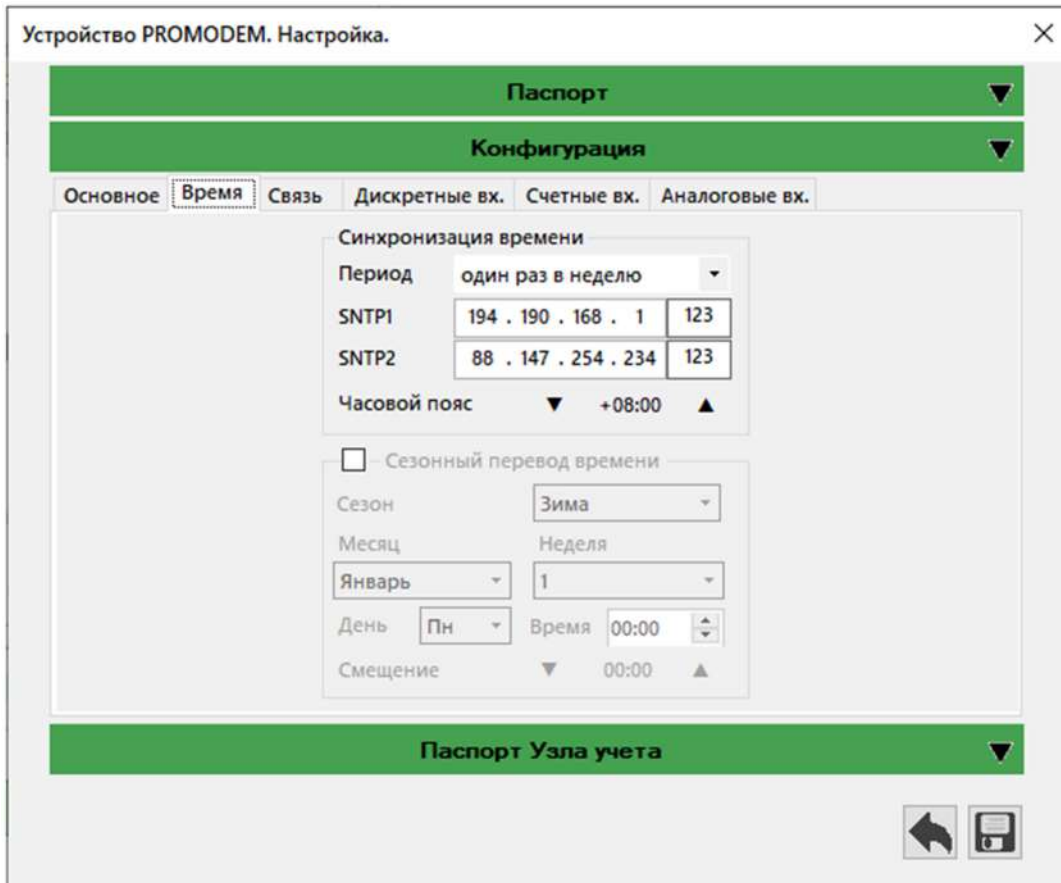 Устройство PROMODEM. Настройка.
Паспорт
Конфигурация
Основное Время Связь Дискретные вх. Счетные вх. Аналоговые вх.
Синхронизация времени
Период один раз в неделю
SNTP1 194 . 190 . 168 . 1 123
SNTP2 88 . 147 . 254 . 234 123
Часовой пояс +08:00
Сезонный перевод времени
Сезон Зима
Месяц Неделя
Январь 1
День Пн Время 00:00
Смещение 00:00
Паспорт Узла учета